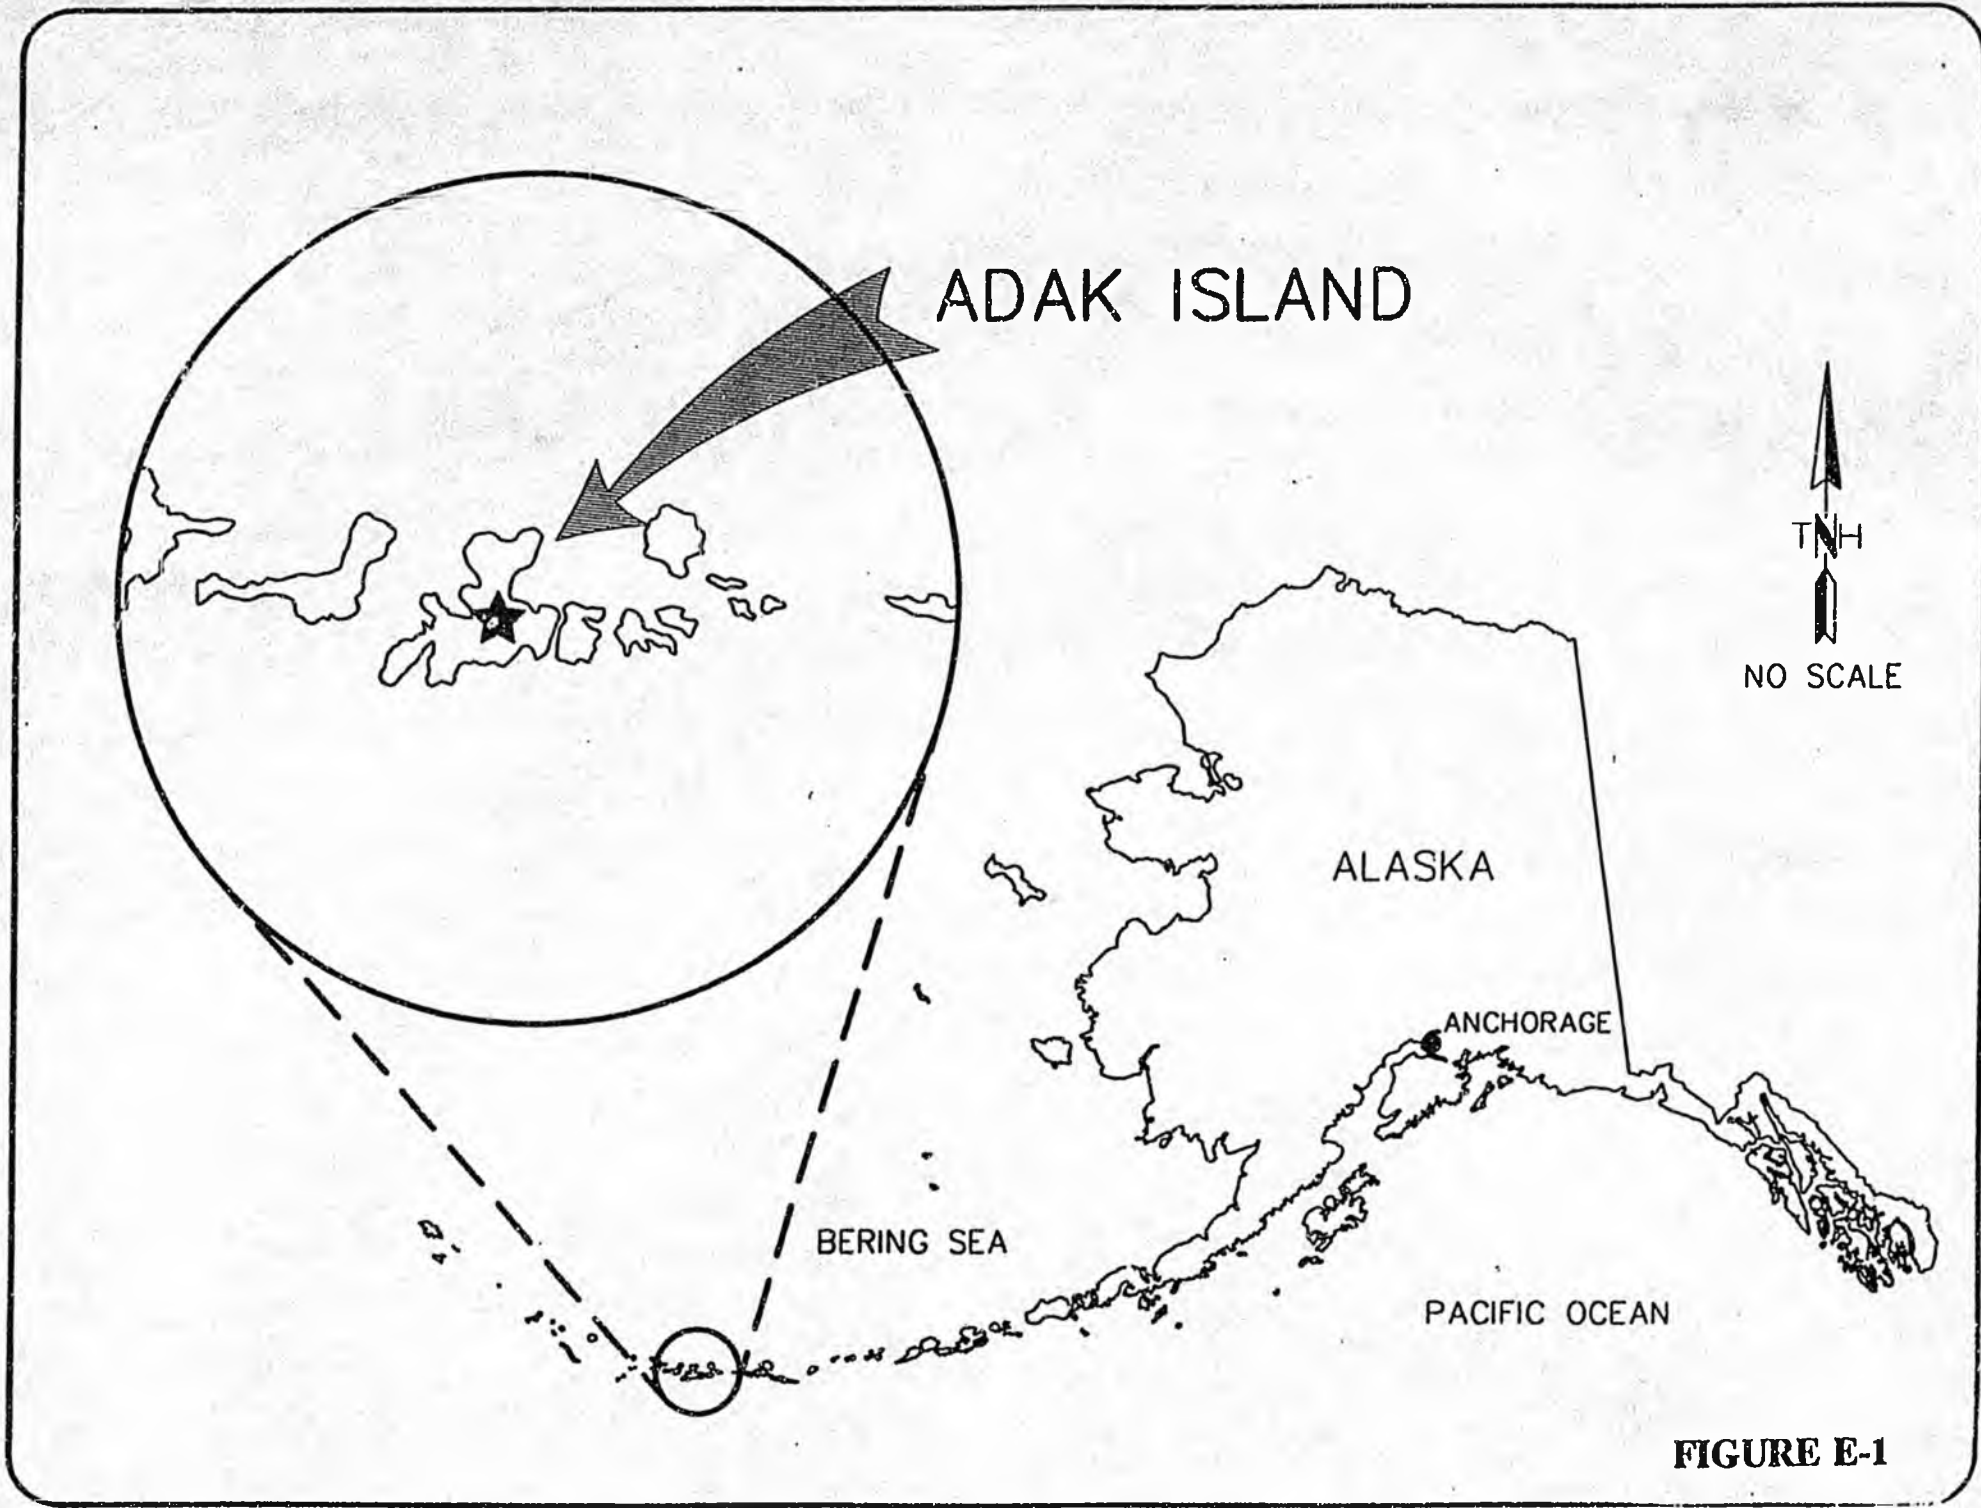 ADAK ISLAND
TNH
NO SCALE
ALASKA
ANCHORAGE
BERING SEA
PACIFIC OCEAN
FIGURE E-1